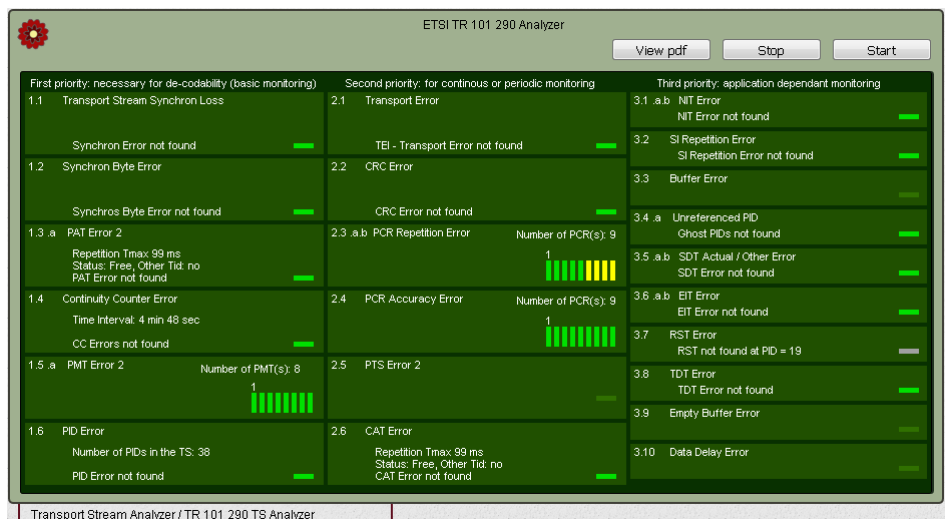 ETSI TR 101 290 Analyzer
View pdf
Stop
Start
First priority: necessary for de-codability (basic monitoring)
1.1 Transport Stream Synchron Loss
Synchron Error not found
1.2 Synchron Byte Error
Synchros Byte Error not found
1.3 .a PAT Error 2
Repetition Tmax 99 ms
Status: Free, Other Tid: no
PAT Error not found
1.4 Continuity Counter Error
Time Interval: 4 min 48 sec
CC Errors not found
1.5 .a PMT Error 2
Number of PMT(s): 8
1
1.6 PID Error
Number of PIDs in the TS: 38
PID Error not found
Second priority: for continous or periodic monitoring
2.1 Transport Error
TEI - Transport Error not found
2.2 CRC Error
CRC Error not found
2.3 .a.b PCR Repetition Error
Number of PCR(s): 9
1
2.4 PCR Accuracy Error
Number of PCR(s): 9
1
2.5 PTS Error 2
2.6 CAT Error
Repetition Tmax 99 ms
Status: Free, Other Tid: no
CAT Error not found
Third priority: application dependant monitoring
3.1 .a.b NIT Error
NIT Error not found
3.2 SI Repetition Error
SI Repetition Error not found
3.3 Buffer Error
3.4 .a Unreferenced PID
Ghost PIDs not found
3.5 .a.b SDT Actual / Other Error
SDT Error not found
3.6 .a.b EIT Error
EIT Error not found
3.7 RST Error
RST not found at PID = 19
3.8 TDT Error
TDT Error not found
3.9 Empty Buffer Error
3.10 Data Delay Error
Transport Stream Analyzer / TR 101 290 TS Analyzer